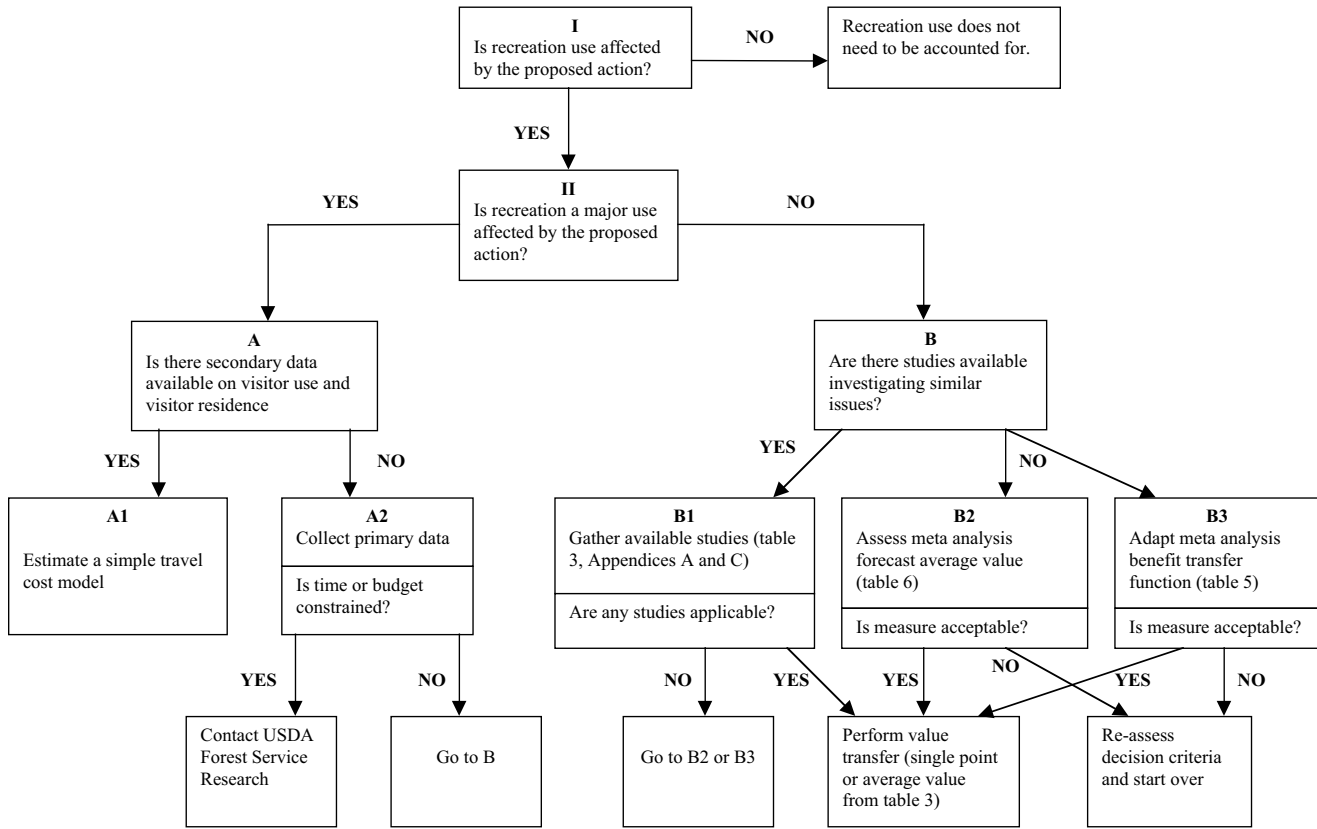 I
Is recreation use affected
by the proposed action?
NO
Recreation use does not
need to be accounted for.
YES
II
Is recreation a major use
affected by the proposed
action?
YES
NO
A
Is there secondary data
available on visitor use and
visitor residence
B
Are there studies available
investigating similar
issues?
YES
NO
YES
NO
A1
Estimate a simple travel
cost model
A2
Collect primary data
Is time or budget
constrained?
B1
Gather available studies (table
3, Appendices A and C)
Are any studies applicable?
B2
Assess meta analysis
forecast average value
(table 6)
Is measure acceptable?
B3
Adapt meta analysis
benefit transfer
function (table 5)
Is measure acceptable?
YES
NO
NO
YES
YES
NO
YES
NO
Contact USDA
Forest Service
Research
Go to B
Go to B2 or B3
Perform value
transfer (single point
or average value
from table 3)
Re-assess
decision criteria
and start over